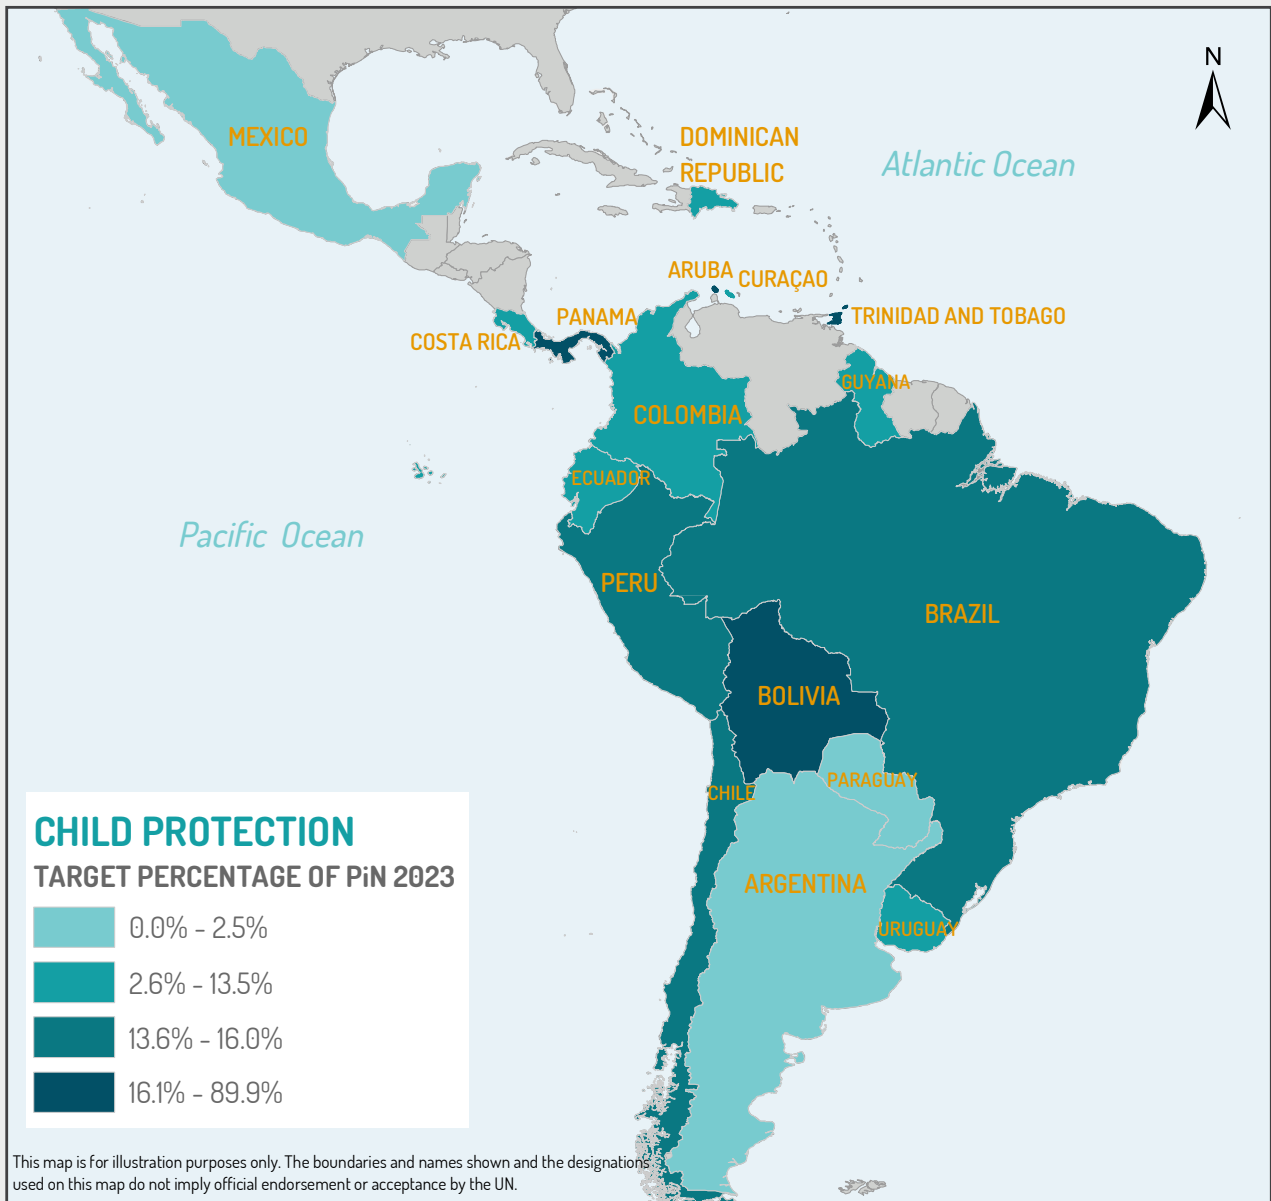 N
MEXICO
DOMINICAN
REPUBLIC
Atlantic Ocean
ARUBA
CURAÇAO
PANAMA
TRINIDAD AND TOBAGO
COSTA RICA
GUYANA
COLOMBIA
ECUADOR
Pacific Ocean
PERU
BRAZIL
BOLIVIA
PARAGUAY
CHILE
ARGENTINA
URUGUAY
CHILD PROTECTION
TARGET PERCENTAGE OF PiN 2023
0.0% - 2.5%
2.6% - 13.5%
13.6% - 16.0%
16.1% - 89.9%
This map is for illustration purposes only. The boundaries and names shown and the designations
used on this map do not imply official endorsement or acceptance by the UN.